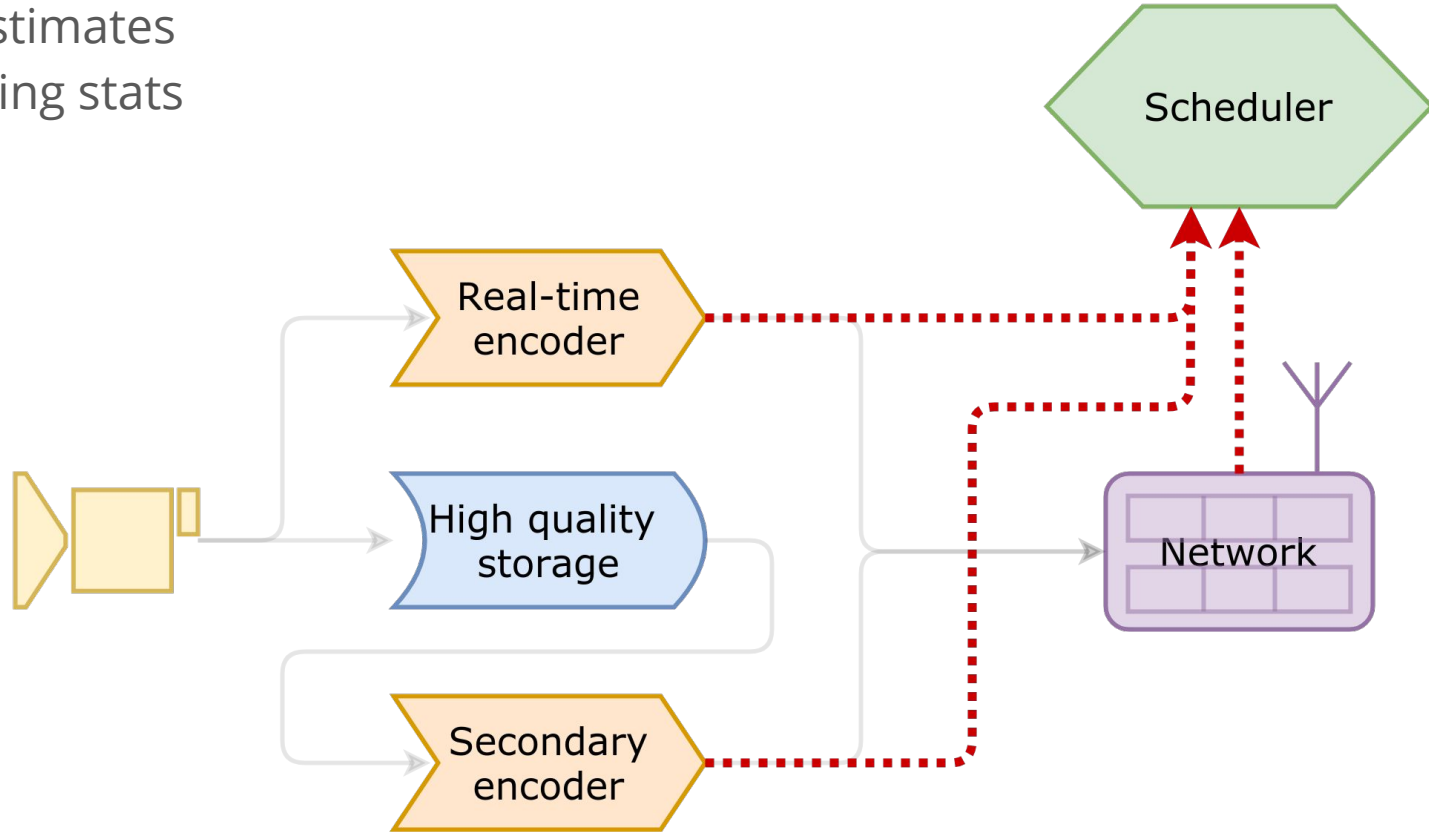 stimates
ing stats
Scheduler
Real-time
encoder
High quality
storage
Network
Secondary
encoder